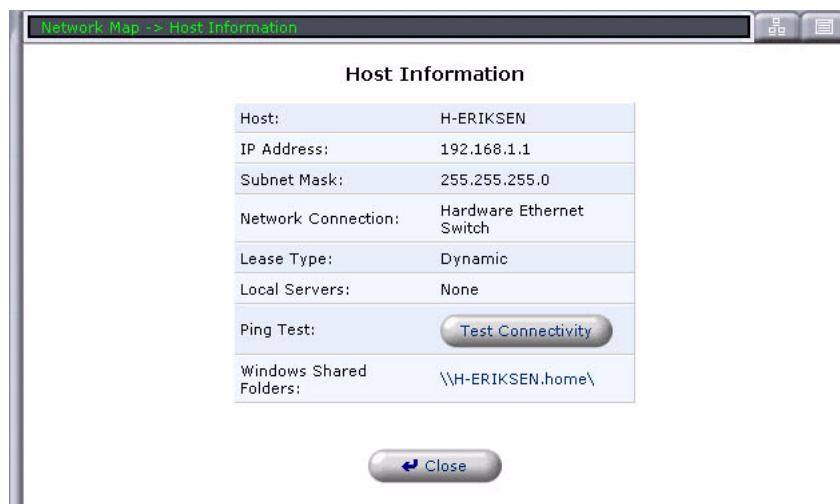 Network Map -> Host Information
Host Information
Host: H-ERIKSEN
IP Address: 192.168.1.1
Subnet Mask: 255.255.255.0
Network Connection: Hardware Ethernet
Switch
Lease Type: Dynamic
Local Servers: None
Ping Test: Test Connectivity
Windows Shared
Folders: \\H-ERIKSEN.home\
Close